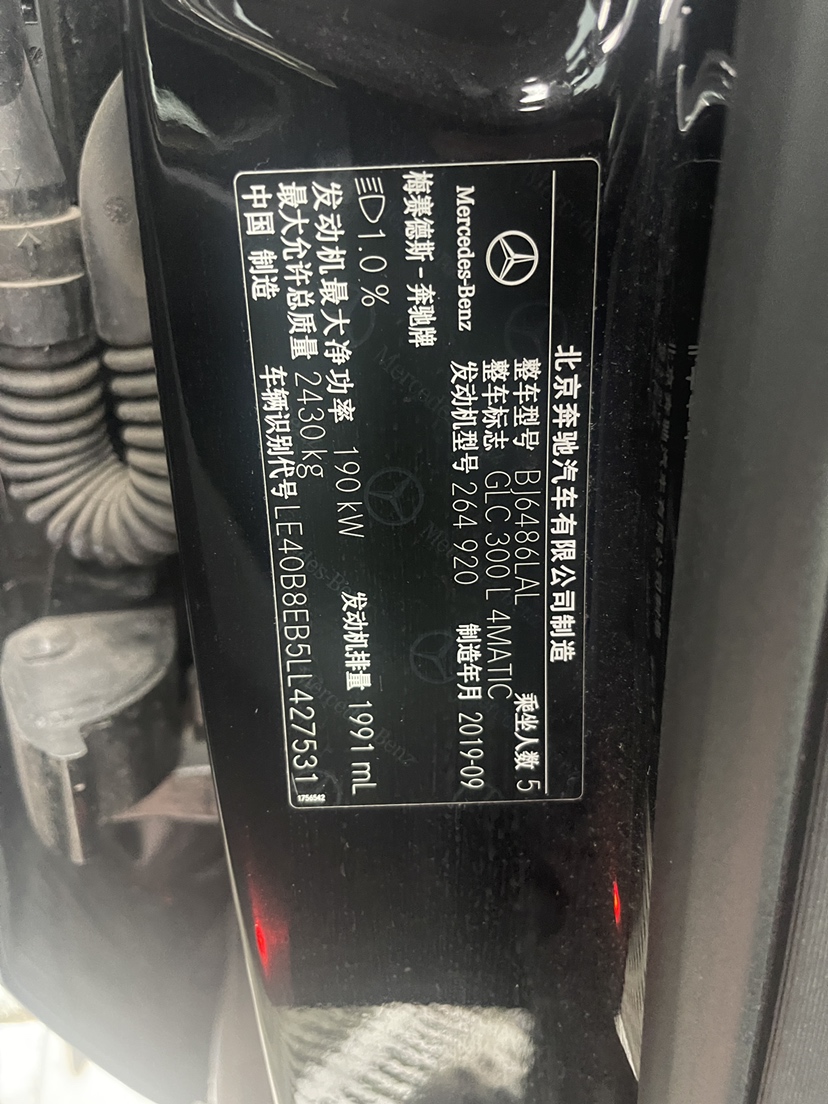 北京奔驰汽车有限公司制造
Mercedes-Benz
梅赛德斯-奔驰牌
整车型号 BJ6486LAL 乘坐人数 5
整车标志 GLC 300 L 4MATIC
发动机型号 264 920 制造年月 2019-09
1.0 %
发动机最大净功率 190 kW 发动机排量 1991 mL
最大允许总质量 2430 kg
中国 制造 车辆识别代号 LE40B8EB5LL427531
1756542